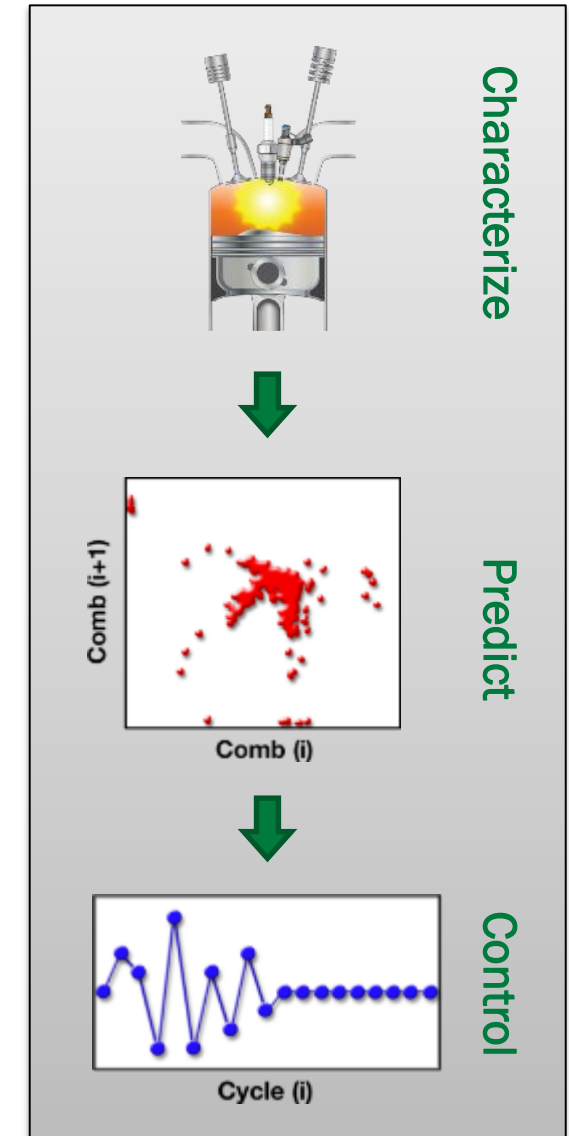 Characterize
Comb (i+1)
Comb (i)
Predict
Cycle (i)
Control